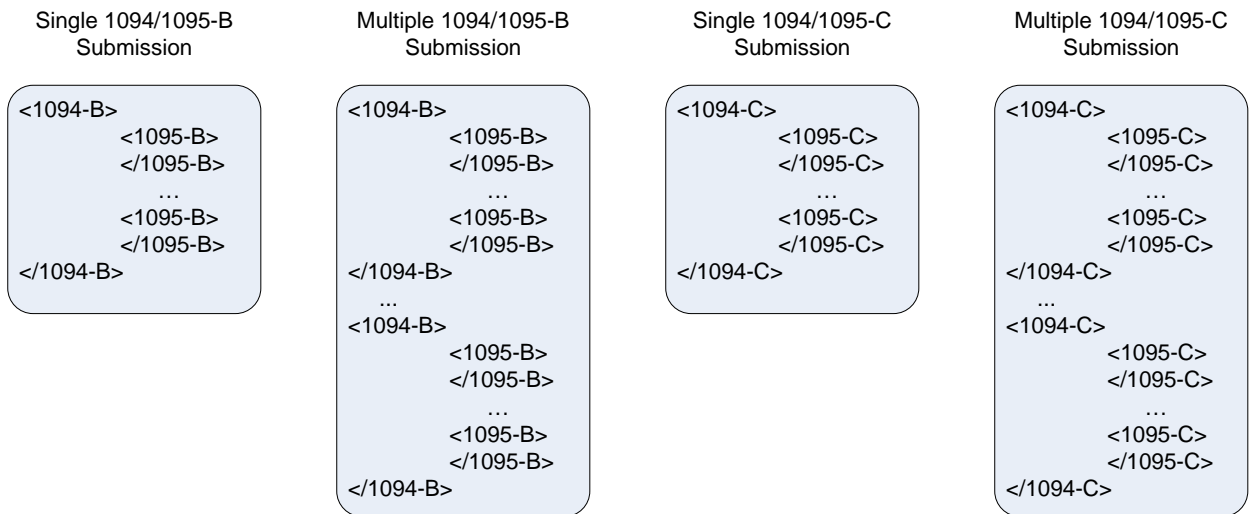 Single 1094/1095-B
Submission
<1094-B>
<1095-B>
</1095-B>
…
<1095-B>
</1095-B>
</1094-B>
Multiple 1094/1095-B
Submission
<1094-B>
<1095-B>
</1095-B>
…
<1095-B>
</1095-B>
</1094-B>
...
<1094-B>
<1095-B>
</1095-B>
…
<1095-B>
</1095-B>
</1094-B>
Single 1094/1095-C
Submission
<1094-C>
<1095-C>
</1095-C>
…
<1095-C>
</1095-C>
</1094-C>
Multiple 1094/1095-C
Submission
<1094-C>
<1095-C>
</1095-C>
…
<1095-C>
</1095-C>
</1094-C>
...
<1094-C>
<1095-C>
</1095-C>
…
<1095-C>
</1095-C>
</1094-C>